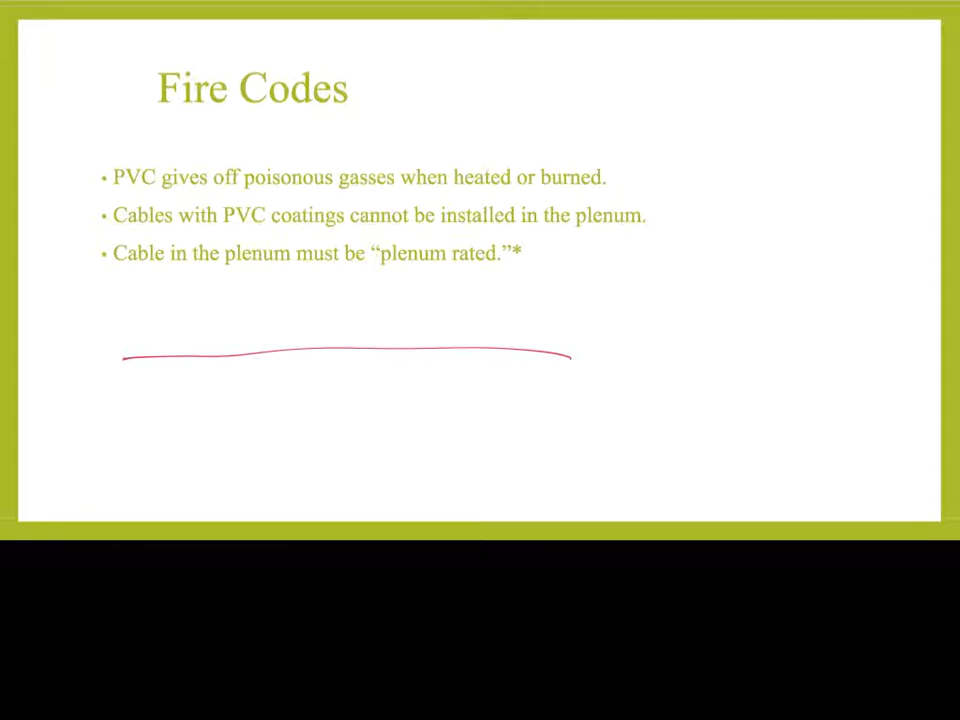 Fire Codes
• PVC gives off poisonous gasses when heated or burned.
• Cables with PVC coatings cannot be installed in the plenum.
• Cable in the plenum must be “plenum rated.”*